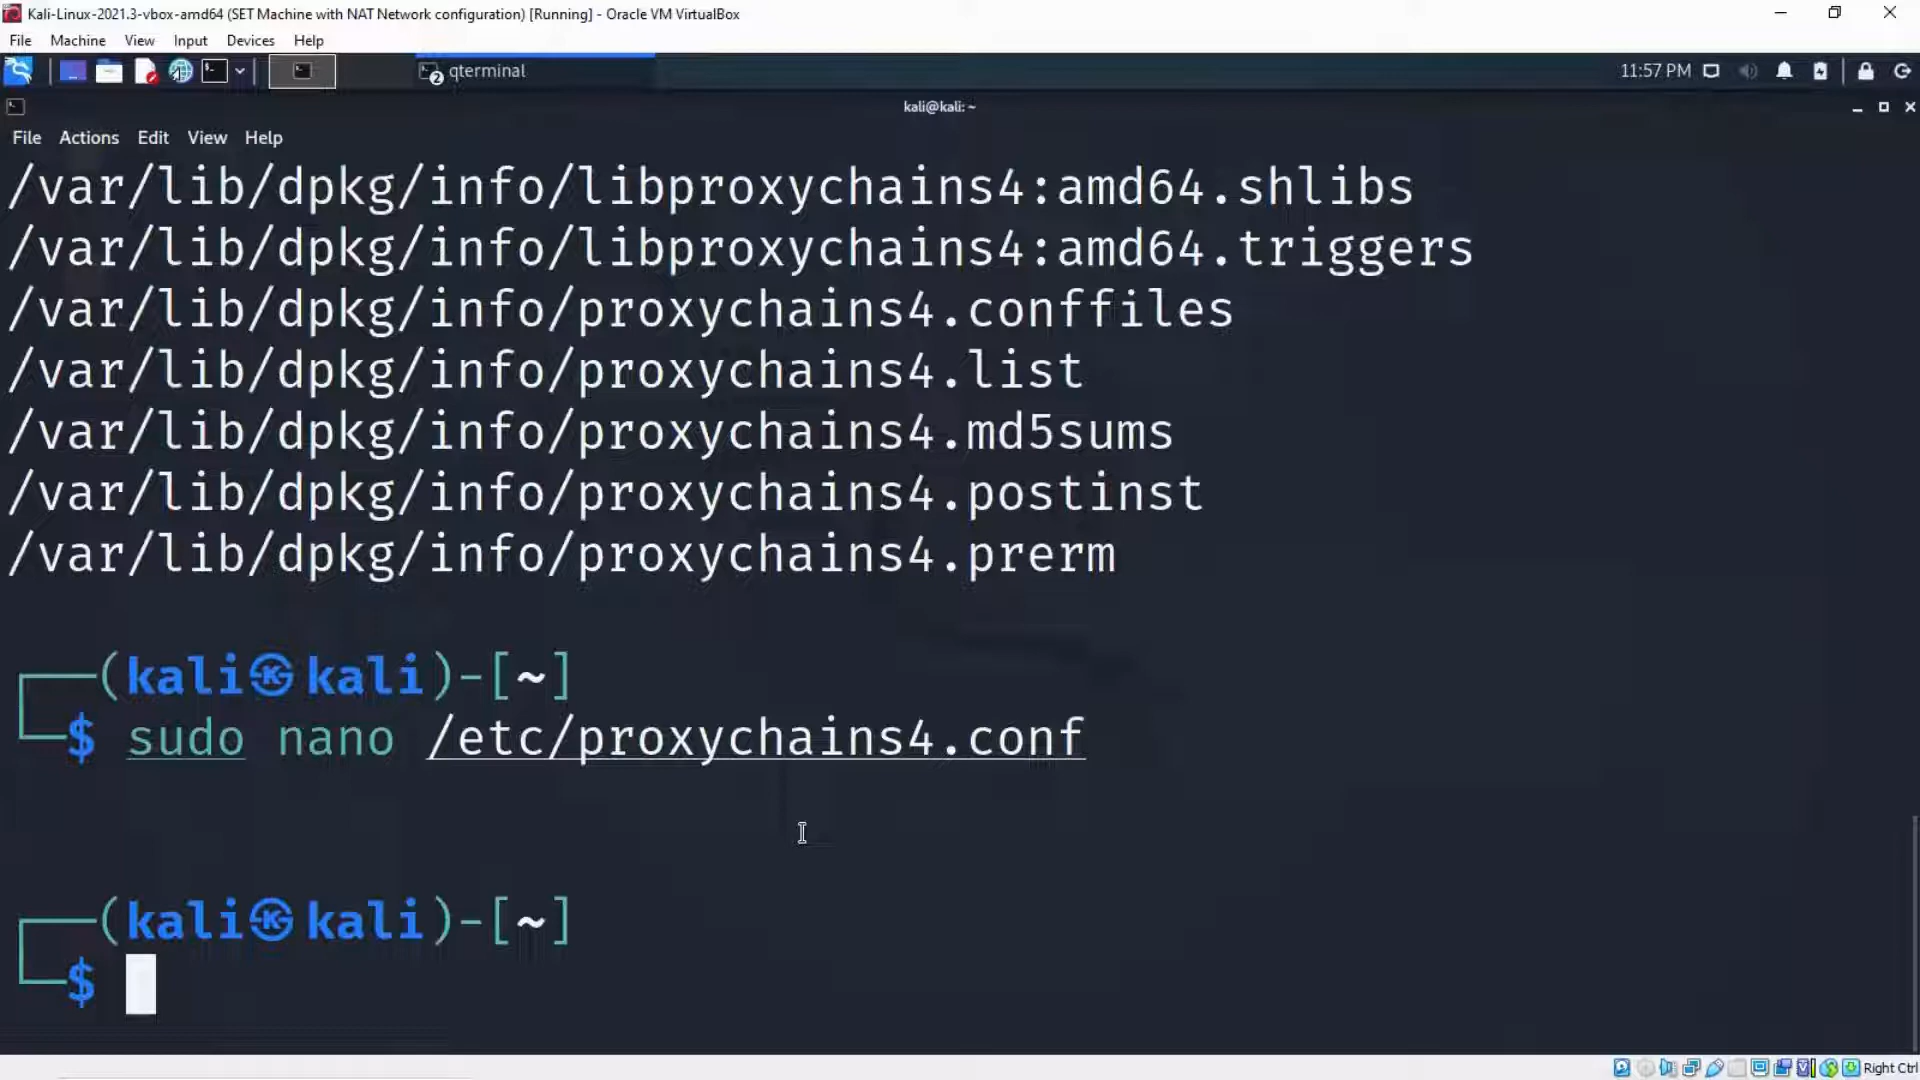 Kali-Linux-2021.3-vbox-amd64 (SET Machine with NAT Network configuration) [Running] - Oracle VM VirtualBox
File Machine View Input Devices Help
qterminal 11:57 PM
kali@kali: ~
File Actions Edit View Help
/var/lib/dpkg/info/libproxychains4:amd64.shlibs
/var/lib/dpkg/info/libproxychains4:amd64.triggers
/var/lib/dpkg/info/proxychains4.conffiles
/var/lib/dpkg/info/proxychains4.list
/var/lib/dpkg/info/proxychains4.md5sums
/var/lib/dpkg/info/proxychains4.postinst
/var/lib/dpkg/info/proxychains4.prerm
┌──(kali㉿kali)-[~]
└─$ sudo nano /etc/proxychains4.conf
┌──(kali㉿kali)-[~]
└─$
Right Ctrl